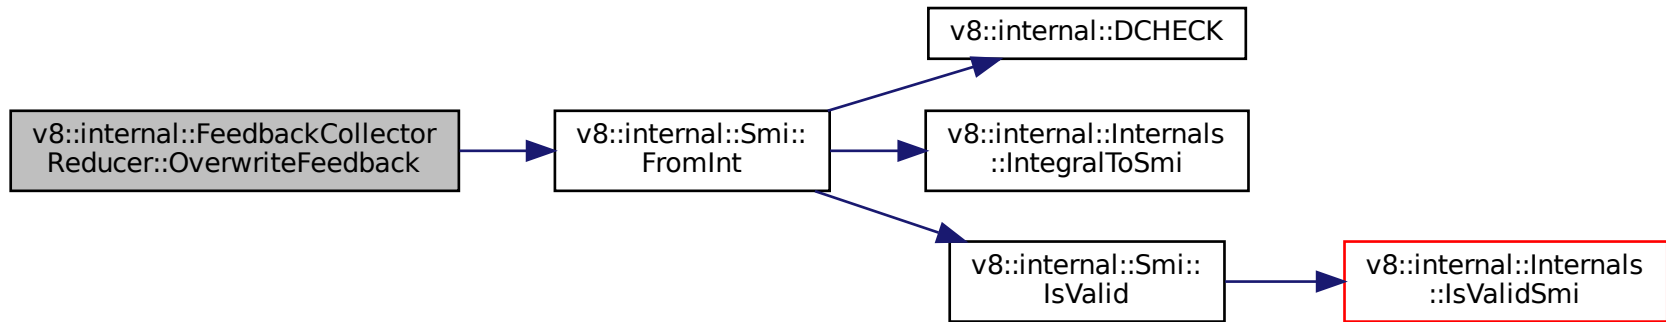 v8::internal::FeedbackCollector
Reducer::OverwriteFeedback
v8::internal::Smi::
FromInt
v8::internal::DCHECK
v8::internal::Internals
::IntegralToSmi
v8::internal::Smi::
IsValid
v8::internal::Internals
::IsValidSmi